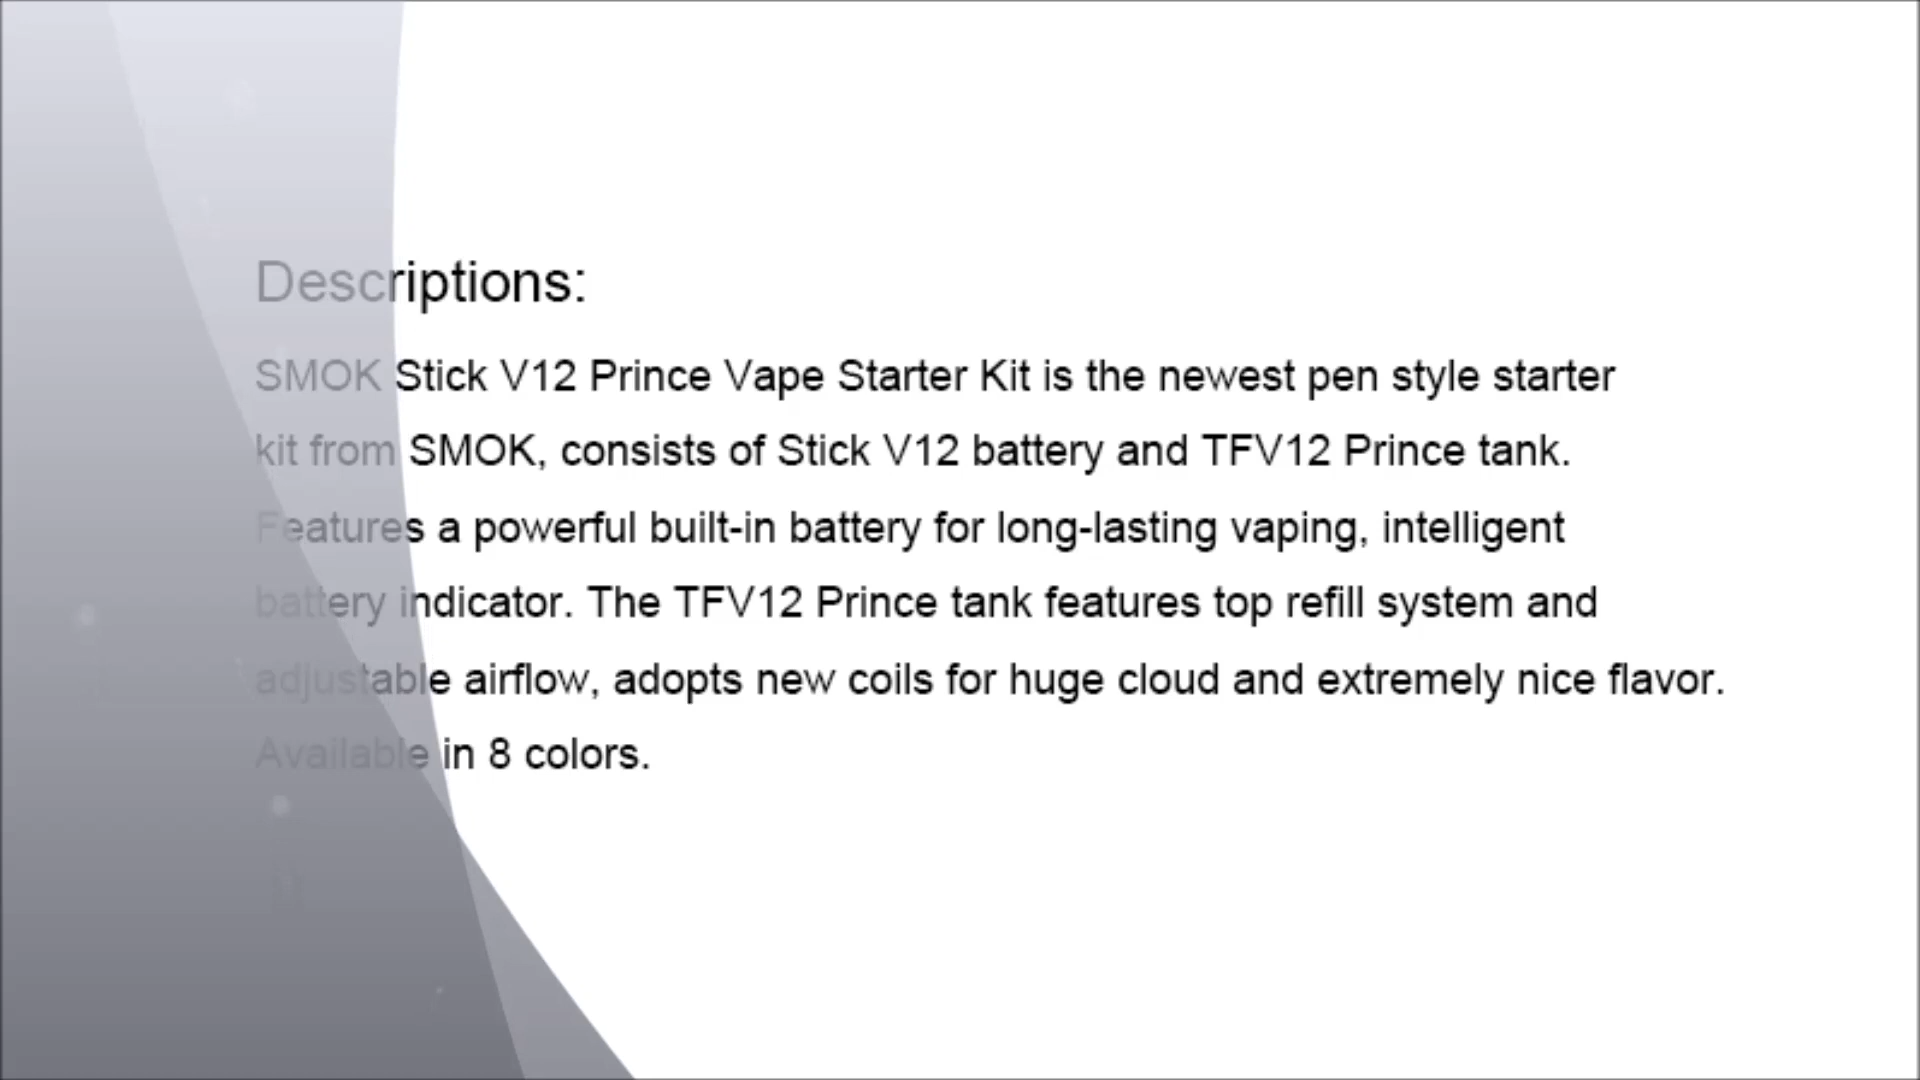 Descriptions:
SMOK Stick V12 Prince Vape Starter Kit is the newest pen style starter
kit from SMOK, consists of Stick V12 battery and TFV12 Prince tank.
Features a powerful built-in battery for long-lasting vaping, intelligent
battery indicator. The TFV12 Prince tank features top refill system and
adjustable airflow, adopts new coils for huge cloud and extremely nice flavor.
Available in 8 colors.